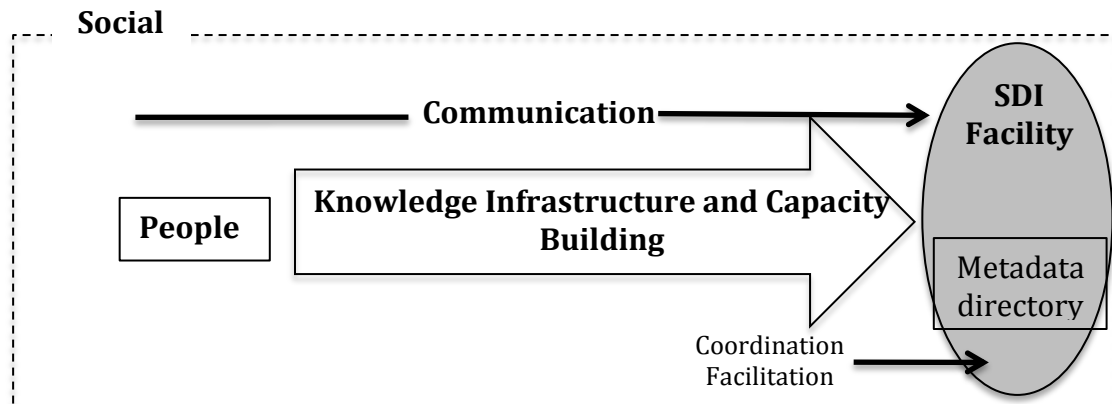 Social
Communication
SDI
Facility
People
Knowledge Infrastructure and Capacity
Building
Metadata
directory
Coordination
Facilitation